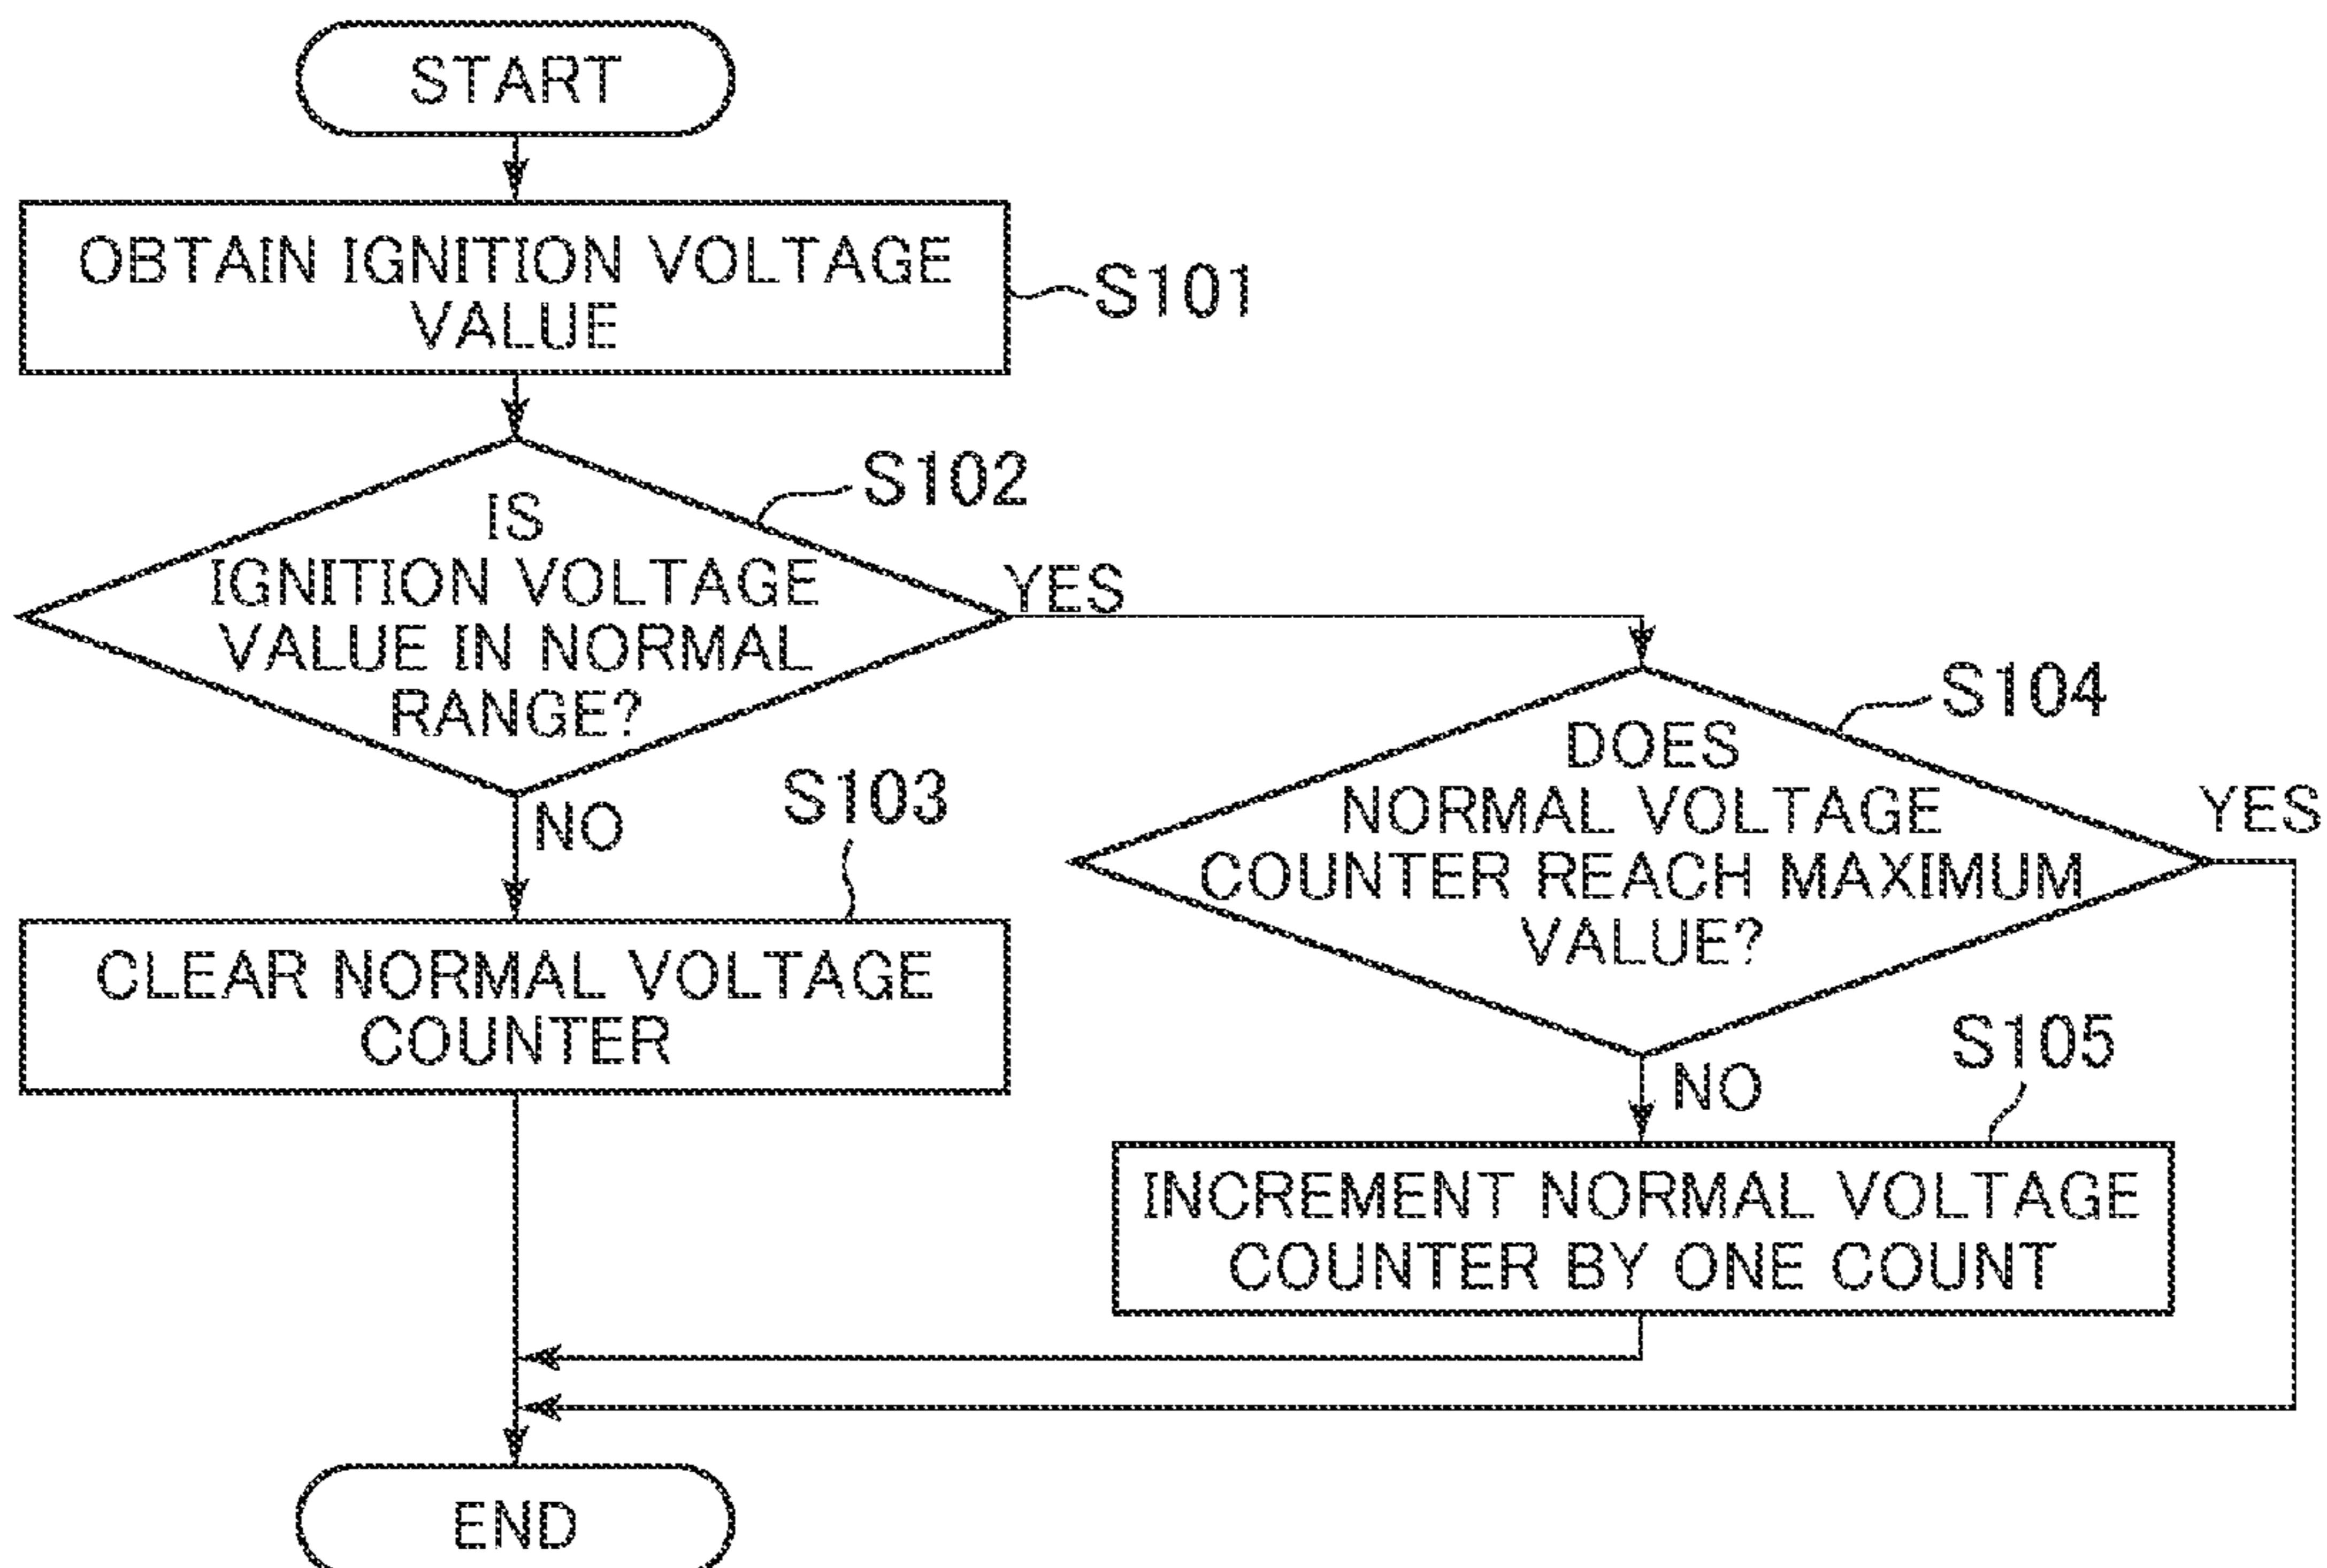 START
OBTAIN IGNITION VOLTAGE
VALUE
S101
S102
IS
IGNITION VOLTAGE
VALUE IN NORMAL
RANGE?
YES
NO
S103
CLEAR NORMAL VOLTAGE
COUNTER
S104
DOES
NORMAL VOLTAGE
COUNTER REACH MAXIMUM
VALUE?
YES
NO
S105
INCREMENT NORMAL VOLTAGE
COUNTER BY ONE COUNT
END